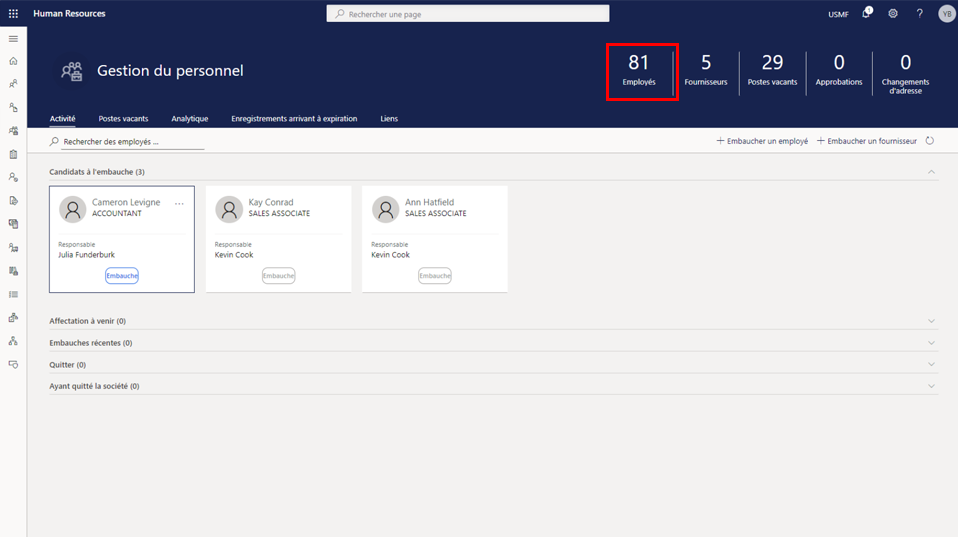 Human Resources
Rechercher une page
USMF
1
?
YB
Gestion du personnel
81
Employés
5
Fournisseurs
29
Postes vacants
0
Approbations
0
Changements
d'adresse
Activité
Postes vacants
Analytique
Enregistrements arrivant à expiration
Liens
Rechercher des employés ...
+ Embaucher un employé
+ Embaucher un fournisseur
Candidats à l'embauche (3)
Cameron Levigne
...
ACCOUNTANT
Responsable
Julia Funderburk
Embauche
Kay Conrad
SALES ASSOCIATE
Responsable
Kevin Cook
Embauche
Ann Hatfield
SALES ASSOCIATE
Responsable
Kevin Cook
Embauche
Affectation à venir (0)
Embauches récentes (0)
Quitter (0)
Ayant quitté la société (0)